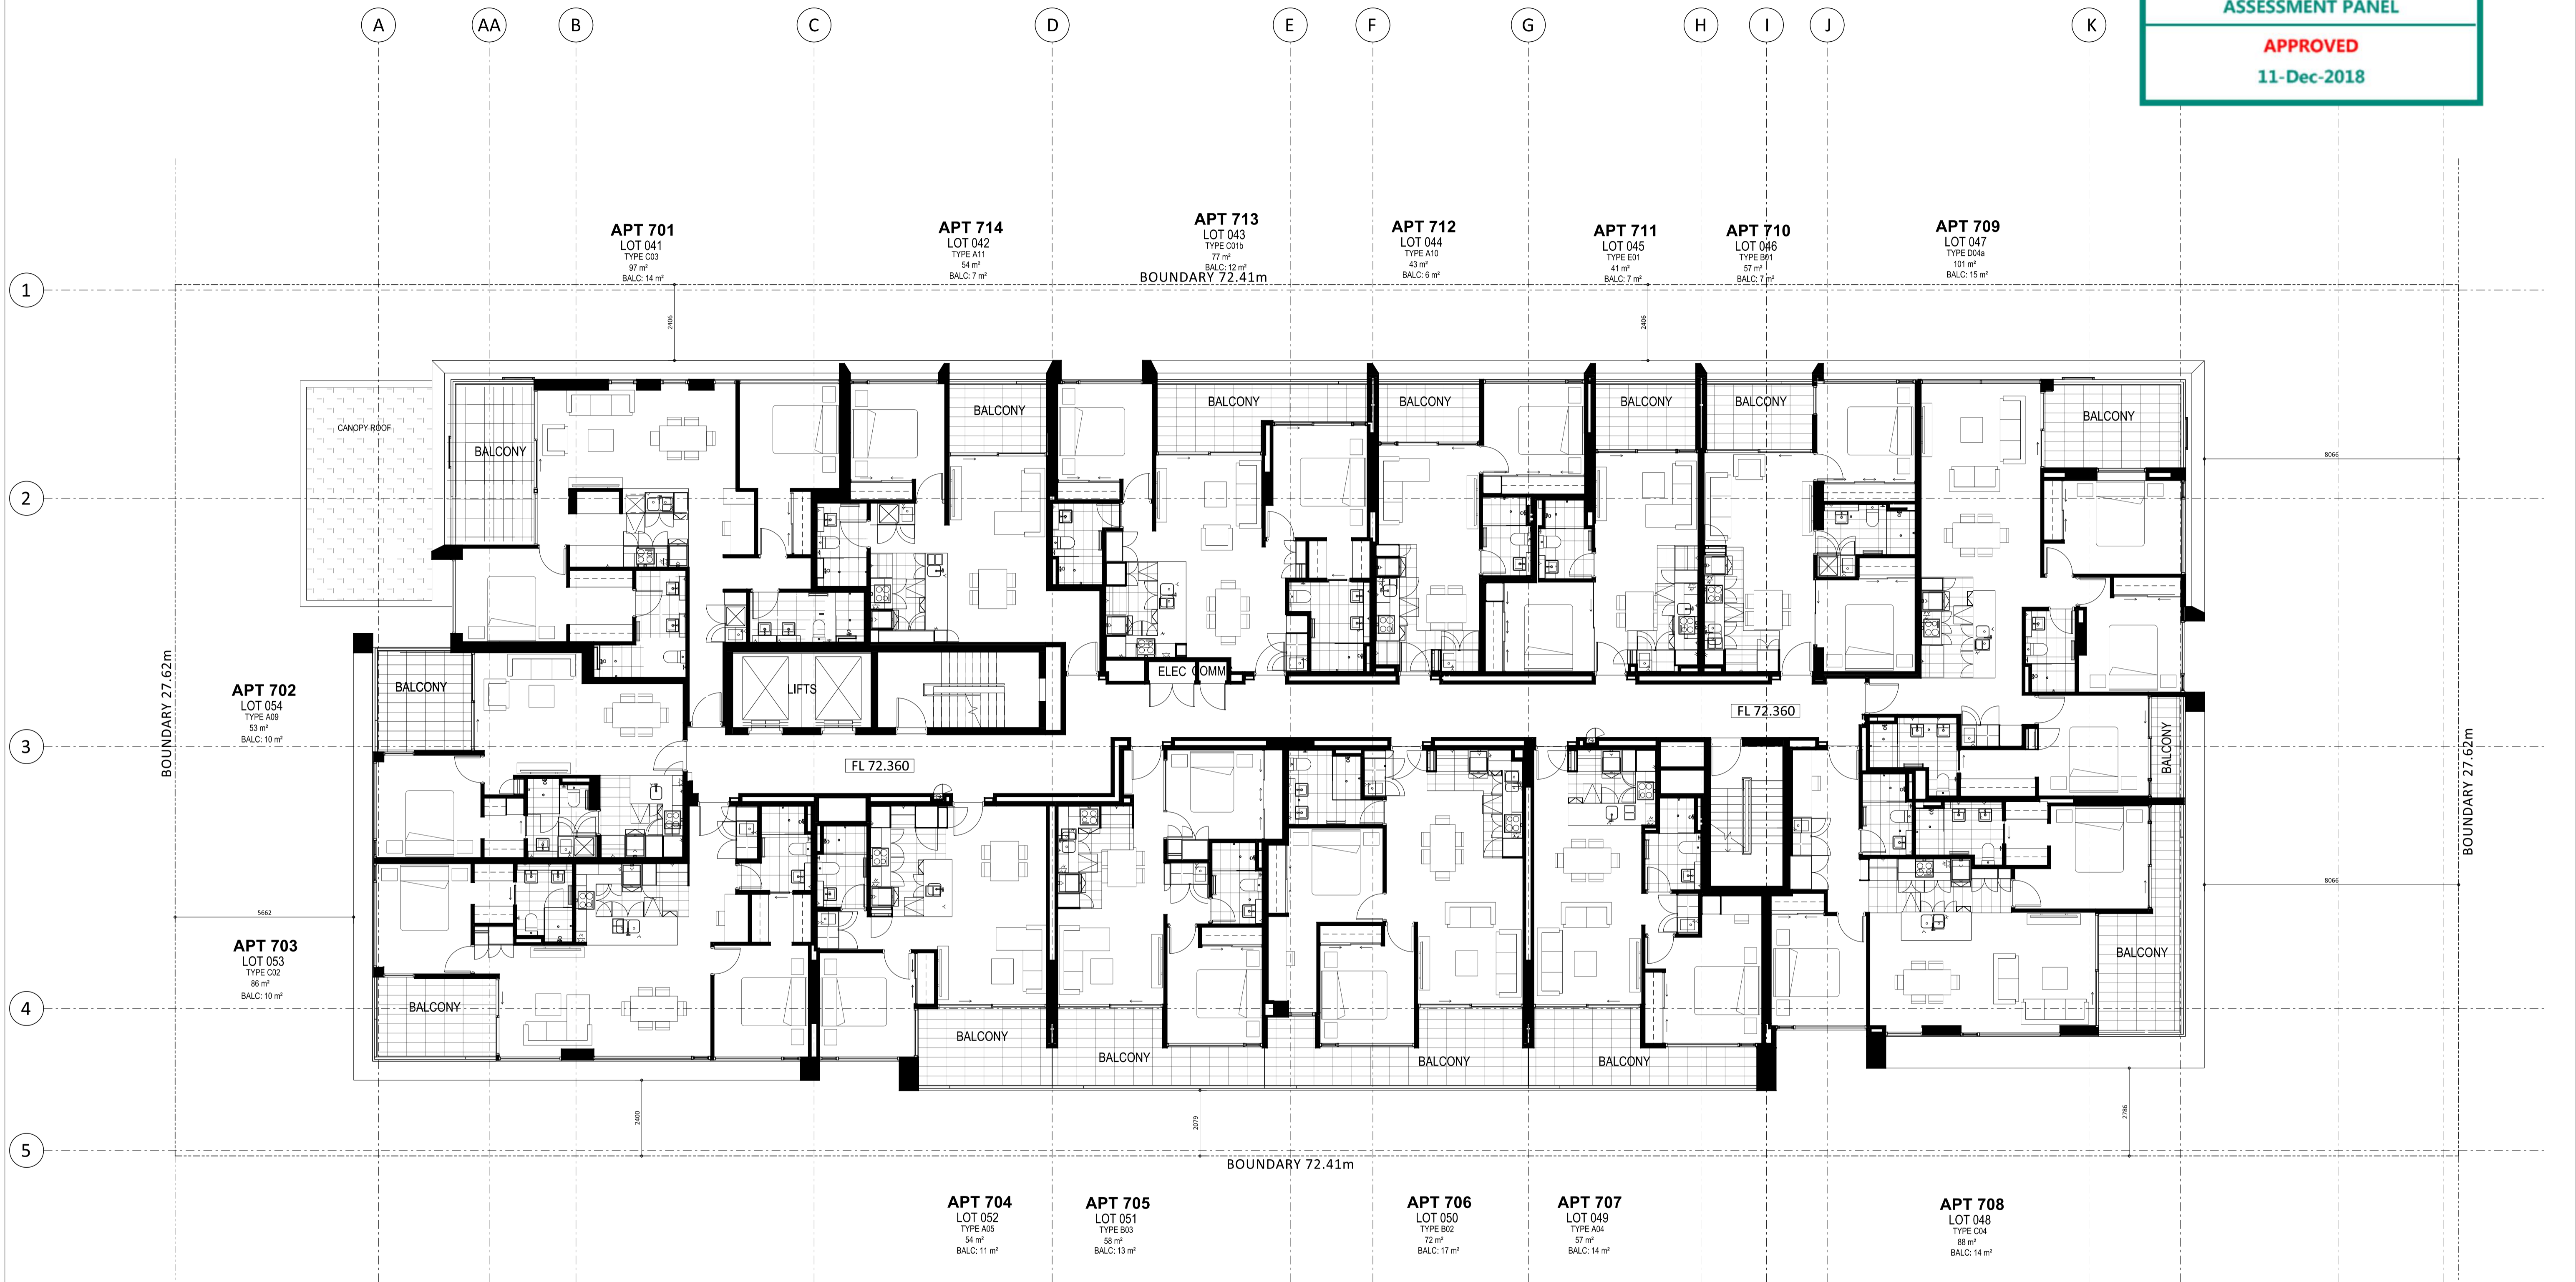 ASSESSMENT PANEL
APPROVED
11-Dec-2018
A
AA
B
C
D
E
F
G
H
I
J
K
1
2
3
4
5
APT 701
LOT 041
TYPE C03
97 m²
BALC: 14 m²
APT 714
LOT 042
TYPE A11
54 m²
BALC: 7 m²
APT 713
LOT 043
TYPE C01b
77 m²
BALC: 12 m²
APT 712
LOT 044
TYPE A10
43 m²
BALC: 6 m²
APT 711
LOT 045
TYPE E01
41 m²
BALC: 7 m²
APT 710
LOT 046
TYPE B01
57 m²
BALC: 7 m²
APT 709
LOT 047
TYPE D04a
101 m²
BALC: 15 m²
BOUNDARY 72.41m
2406
2406
CANOPY ROOF
BALCONY
BALCONY
BALCONY
BALCONY
BALCONY
BALCONY
BALCONY
8066
BOUNDARY 27.62m
APT 702
LOT 054
TYPE A09
53 m²
BALC: 10 m²
BALCONY
LIFTS
ELEC COMM
FL 72.360
FL 72.360
BALCONY
BOUNDARY 27.62m
8066
5662
APT 703
LOT 053
TYPE C02
86 m²
BALC: 10 m²
BALCONY
BALCONY
BALCONY
BALCONY
BALCONY
BALCONY
2400
2079
2786
BOUNDARY 72.41m
APT 704
LOT 052
TYPE A05
54 m²
BALC: 11 m²
APT 705
LOT 051
TYPE B03
58 m²
BALC: 13 m²
APT 706
LOT 050
TYPE B02
72 m²
BALC: 17 m²
APT 707
LOT 049
TYPE A04
57 m²
BALC: 14 m²
APT 708
LOT 048
TYPE C04
88 m²
BALC: 14 m²